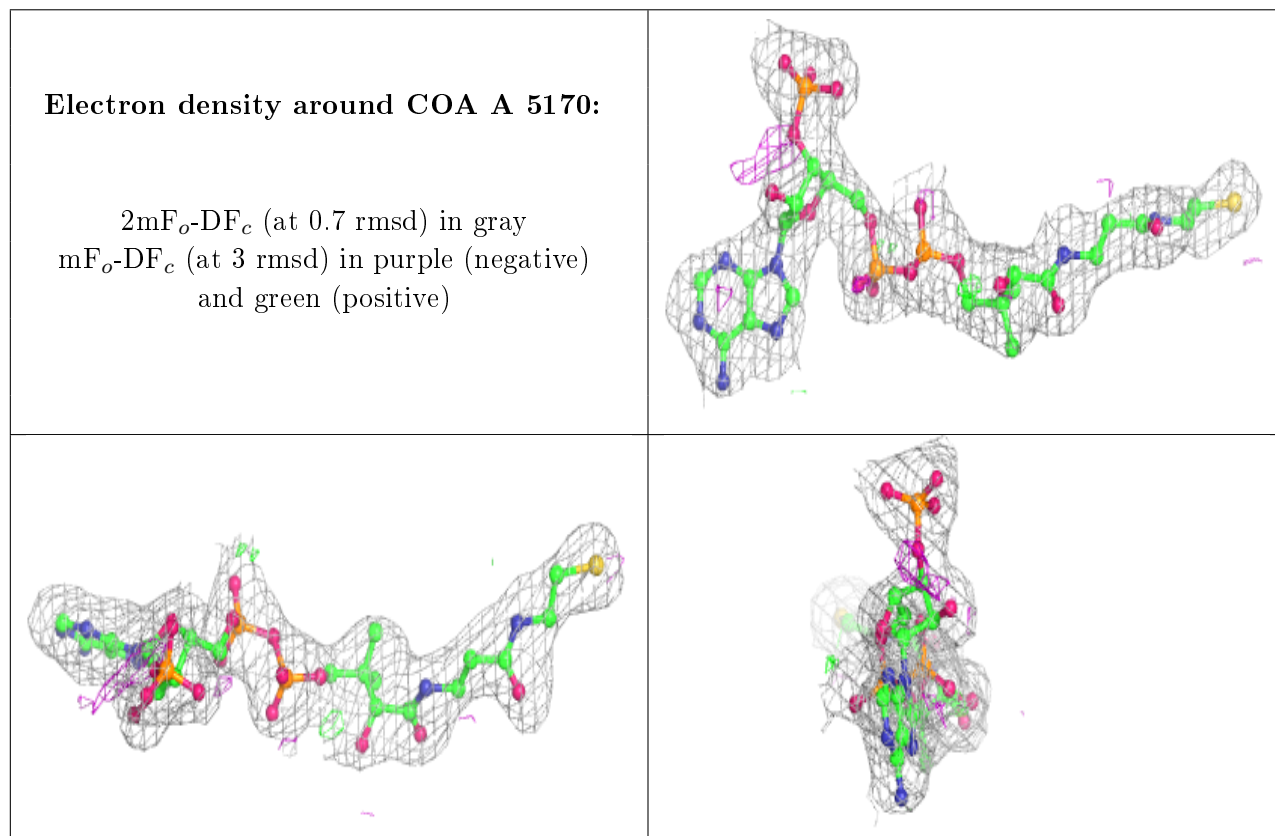 Electron density around COA A 5170:
2mFo-DFc (at 0.7 rmsd) in gray
mFo-DFc (at 3 rmsd) in purple (negative)
and green (positive)